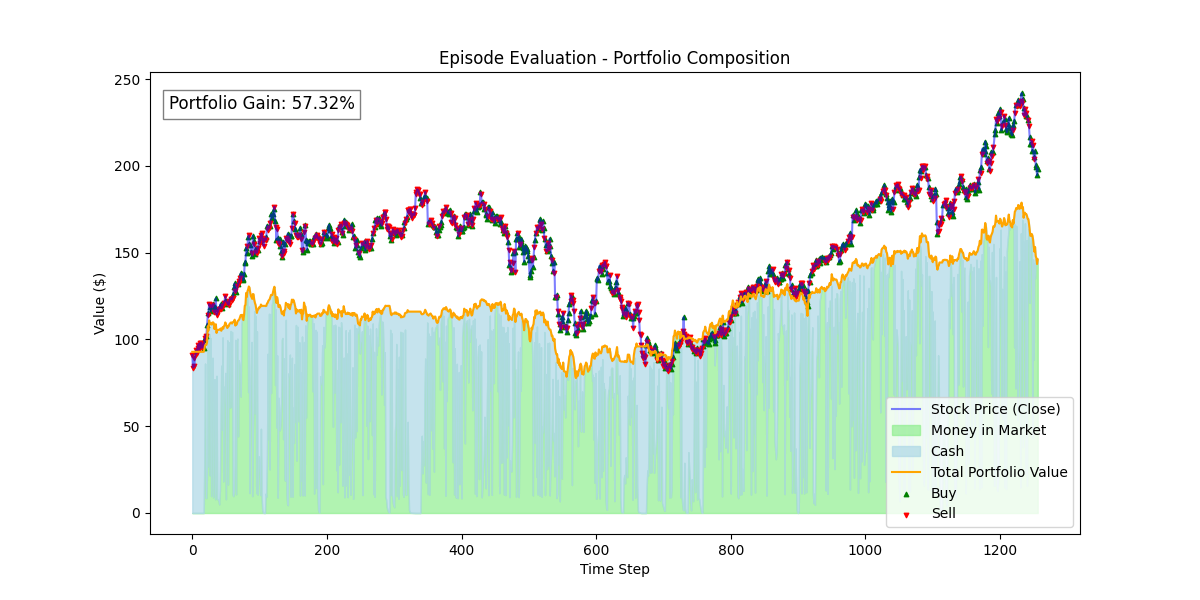 Episode Evaluation - Portfolio Composition
Portfolio Gain: 57.32%
250
200
150
100
50
0
Value ($)
0 200 400 600 800 1000 1200
Time Step
Stock Price (Close)
Money in Market
Cash
Total Portfolio Value
Buy
Sell